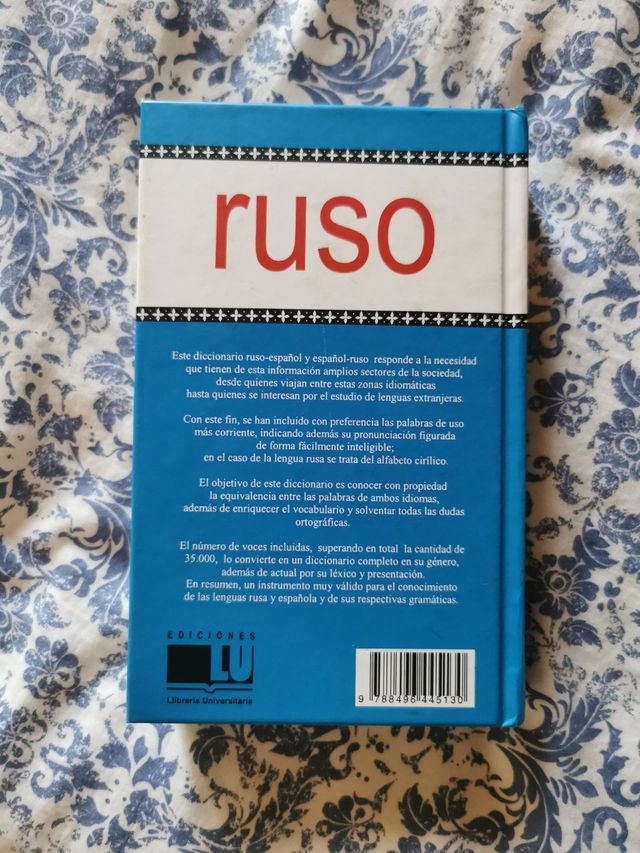 ruso
Este diccionario ruso-español y español-ruso responde a la necesidad
que tienen de esta información amplios sectores de la sociedad,
desde quienes viajan entre estas zonas idiomáticas
hasta quienes se interesan por el estudio de lenguas extranjeras.
Con este fin, se han incluido con preferencia las palabras de uso
más corriente, indicando además su pronunciación figurada
de forma fácilmente inteligible;
en el caso de la lengua rusa se trata del alfabeto cirílico.
El objetivo de este diccionario es conocer con propiedad
la equivalencia entre las palabras de ambos idiomas,
además de enriquecer el vocabulario y solventar todas las dudas
ortográficas.
El número de voces incluidas, superando en total la cantidad de
35.000, lo convierte en un diccionario completo en su género,
además de actual por su léxico y presentación.
En resumen, un instrumento muy válido para el conocimiento
de las lenguas rusa y española y de sus respectivas gramáticas.
EDICIONES
LU
Llibreria Universitària
9 788496 445130